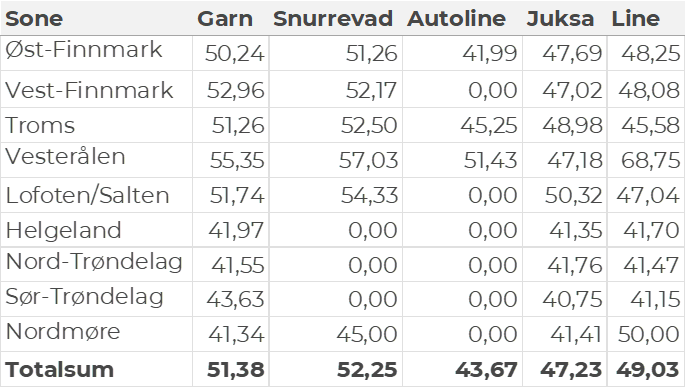 Sone Garn Snurrevad Autoline Juksa Line
Øst-Finnmark 50,24 51,26 41,99 47,69 48,25
Vest-Finnmark 52,96 52,17 0,00 47,02 48,08
Troms 51,26 52,50 45,25 48,98 45,58
Vesterålen 55,35 57,03 51,43 47,18 68,75
Lofoten/Salten 51,74 54,33 0,00 50,32 47,04
Helgeland 41,97 0,00 0,00 41,35 41,70
Nord-Trøndelag 41,55 0,00 0,00 41,76 41,47
Sør-Trøndelag 43,63 0,00 0,00 40,75 41,15
Nordmøre 41,34 45,00 0,00 41,41 50,00
Totalsum 51,38 52,25 43,67 47,23 49,03